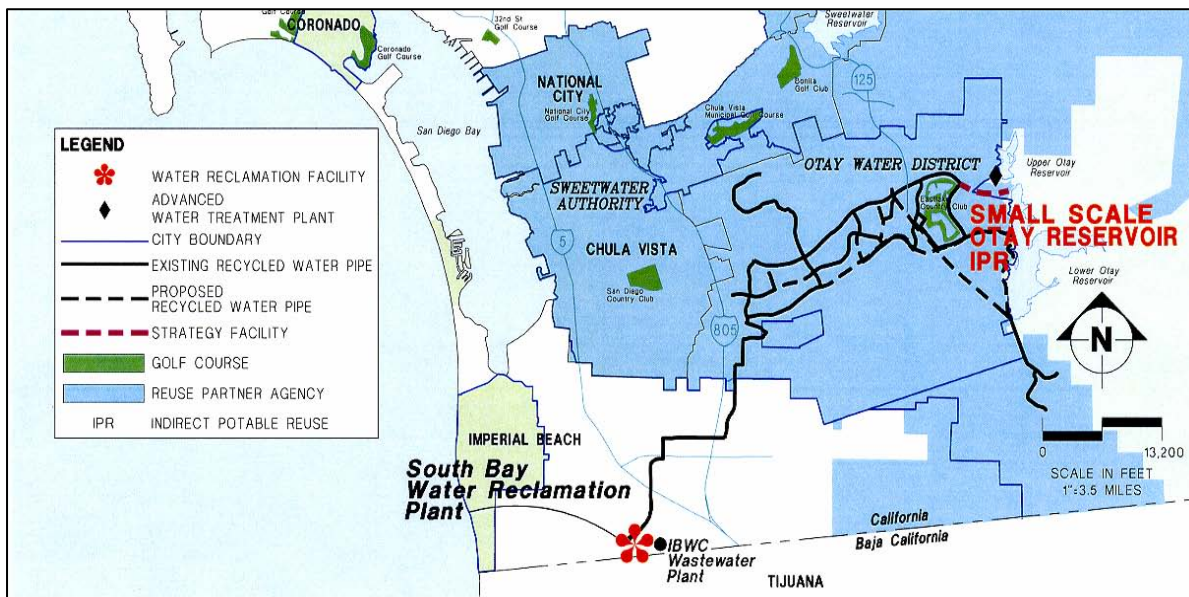 Golf Course
CORONADO
Coronado
Golf Course
32nd St
Golf Course
Sweetwater
Reservoir
NATIONAL
CITY
National City
Golf Course
Bonita
Golf Club
125
Chula Vista
Municipal Golf Course
San Diego Bay
LEGEND
WATER RECLAMATION FACILITY
ADVANCED
WATER TREATMENT PLANT
CITY BOUNDARY
EXISTING RECYCLED WATER PIPE
PROPOSED
RECYCLED WATER PIPE
STRATEGY FACILITY
GOLF COURSE
REUSE PARTNER AGENCY
IPR INDIRECT POTABLE REUSE
OTAY WATER DISTRICT
Upper Otay
Reservoir
SWEETWATER
AUTHORITY
Eastlake
Country Club
SMALL SCALE
OTAY RESERVOIR
IPR
5
CHULA VISTA
San Diego
Country Club
Lower Otay
Reservoir
805
N
0 13,200
SCALE IN FEET
1"=3.5 MILES
IMPERIAL BEACH
South Bay
Water Reclamation
Plant
IBWC
Wastewater
Plant
California
Baja California
TIJUANA